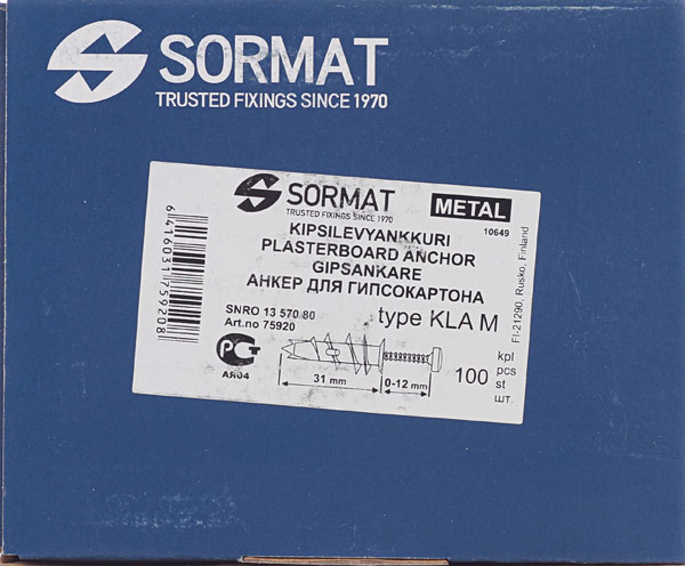 SORMAT
TRUSTED FIXINGS SINCE 1970
SORMAT
TRUSTED FIXINGS SINCE 1970
METAL
10649
KIPSILEVYANKKURI
PLASTERBOARD ANCHOR
GIPSANKARE
АНКЕР ДЛЯ ГИПСОКАРТОНА
SNRO 13 570 80
Art.no 75920
type KLA M
РСТ
АЯ04
31 mm
0-12 mm
100
kpl
pcs
st
шт.
6416031759208
FI-21290, Rusko, Finland